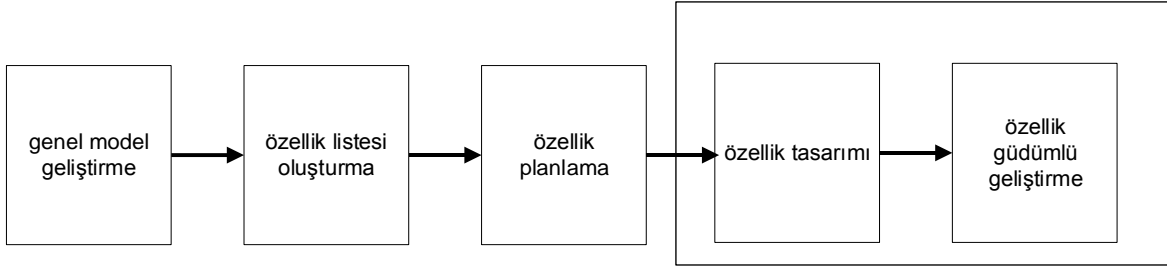 genel model
geliştirme
özellik listesi
oluşturma
özellik
planlama
özellik tasarımı
özellik
güdümlü
geliştirme